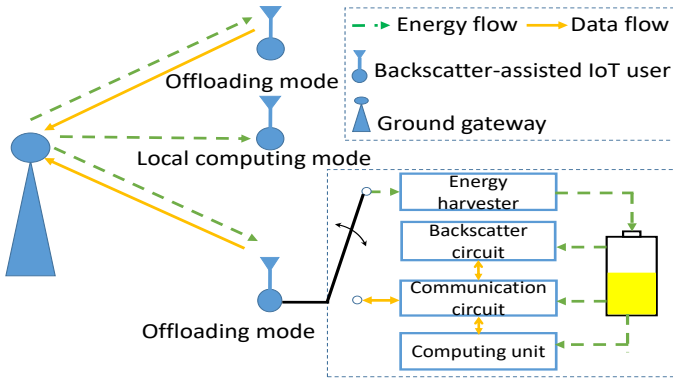 Energy flow
Data flow
Backscatter-assisted IoT user
Ground gateway
Offloading mode
Local computing mode
Offloading mode
Energy
harvester
Backscatter
circuit
Communication
circuit
Computing unit